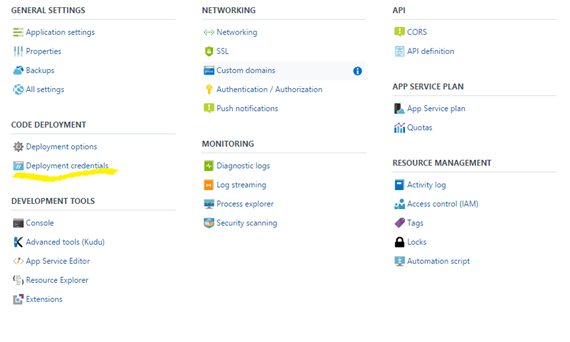 GENERAL SETTINGS
Application settings
Properties
Backups
All settings
CODE DEPLOYMENT
Deployment options
Deployment credentials
DEVELOPMENT TOOLS
Console
Advanced tools (Kudu)
App Service Editor
Resource Explorer
Extensions
NETWORKING
Networking
SSL
Custom domains
Authentication / Authorization
Push notifications
MONITORING
Diagnostic logs
Log streaming
Process explorer
Security scanning
API
CORS
API definition
APP SERVICE PLAN
App Service plan
Quotas
RESOURCE MANAGEMENT
Activity log
Access control (IAM)
Tags
Locks
Automation script